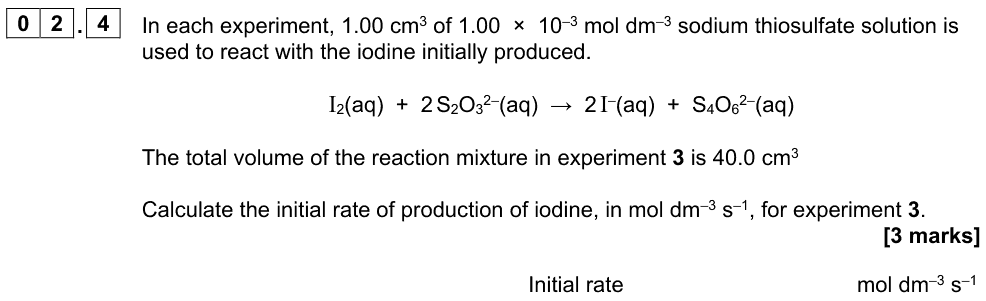 0 2 . 4 In each experiment, 1.00 cm³ of 1.00 × 10⁻³ mol dm⁻³ sodium thiosulfate solution is
used to react with the iodine initially produced.
I₂(aq) + 2 S₂O₃²⁻(aq) → 2 I⁻(aq) + S₄O₆²⁻(aq)
The total volume of the reaction mixture in experiment 3 is 40.0 cm³
Calculate the initial rate of production of iodine, in mol dm⁻³ s⁻¹, for experiment 3.
[3 marks]
Initial rate mol dm⁻³ s⁻¹